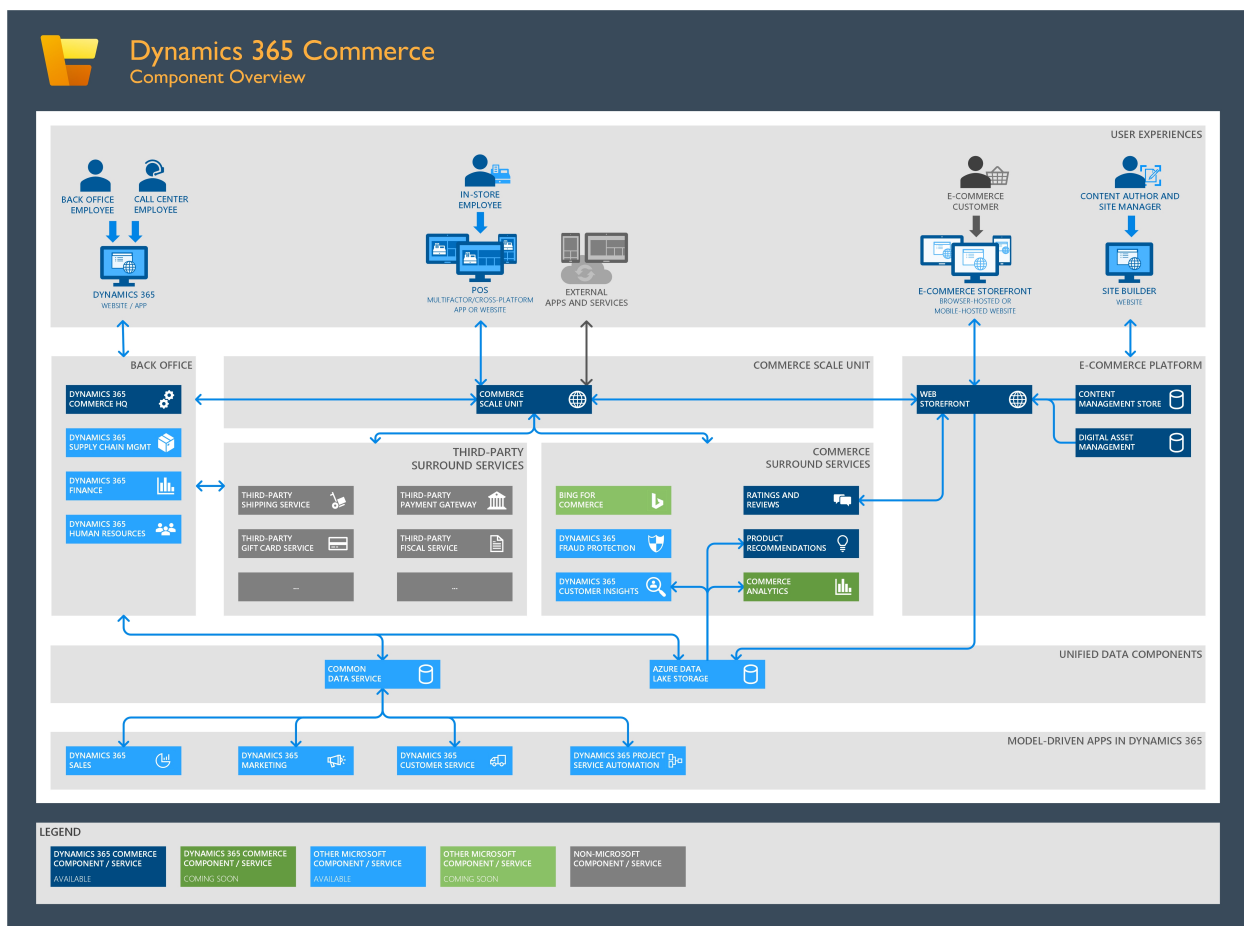 Dynamics 365 Commerce
Component Overview
USER EXPERIENCES
BACK OFFICE
EMPLOYEE
CALL CENTER
EMPLOYEE
DYNAMICS 365
WEBSITE / APP
IN-STORE
EMPLOYEE
POS
MULTIFACTOR/CROSS-PLATFORM
APP OR WEBSITE
EXTERNAL
APPS AND SERVICES
E-COMMERCE
CUSTOMER
E-COMMERCE STOREFRONT
BROWSER-HOSTED OR
MOBILE-HOSTED WEBSITE
CONTENT AUTHOR AND
SITE MANAGER
SITE BUILDER
WEBSITE
BACK OFFICE
DYNAMICS 365
COMMERCE HQ
DYNAMICS 365
SUPPLY CHAIN MGMT
DYNAMICS 365
FINANCE
DYNAMICS 365
HUMAN RESOURCES
COMMERCE SCALE UNIT
COMMERCE
SCALE UNIT
E-COMMERCE PLATFORM
WEB
STOREFRONT
CONTENT
MANAGEMENT STORE
DIGITAL ASSET
MANAGEMENT
THIRD-PARTY
SURROUND SERVICES
THIRD-PARTY
SHIPPING SERVICE
THIRD-PARTY
PAYMENT GATEWAY
THIRD-PARTY
GIFT CARD SERVICE
THIRD-PARTY
FISCAL SERVICE
...
...
COMMERCE
SURROUND SERVICES
BING FOR
COMMERCE
RATINGS AND
REVIEWS
DYNAMICS 365
FRAUD PROTECTION
PRODUCT
RECOMMENDATIONS
DYNAMICS 365
CUSTOMER INSIGHTS
COMMERCE
ANALYTICS
UNIFIED DATA COMPONENTS
COMMON
DATA SERVICE
AZURE DATA
LAKE STORAGE
MODEL-DRIVEN APPS IN DYNAMICS 365
DYNAMICS 365
SALES
DYNAMICS 365
MARKETING
DYNAMICS 365
CUSTOMER SERVICE
DYNAMICS 365 PROJECT
SERVICE AUTOMATION
LEGEND
DYNAMICS 365 COMMERCE
COMPONENT / SERVICE
AVAILABLE
DYNAMICS 365 COMMERCE
COMPONENT / SERVICE
COMING SOON
OTHER MICROSOFT
COMPONENT / SERVICE
AVAILABLE
OTHER MICROSOFT
COMPONENT / SERVICE
COMING SOON
NON-MICROSOFT
COMPONENT / SERVICE